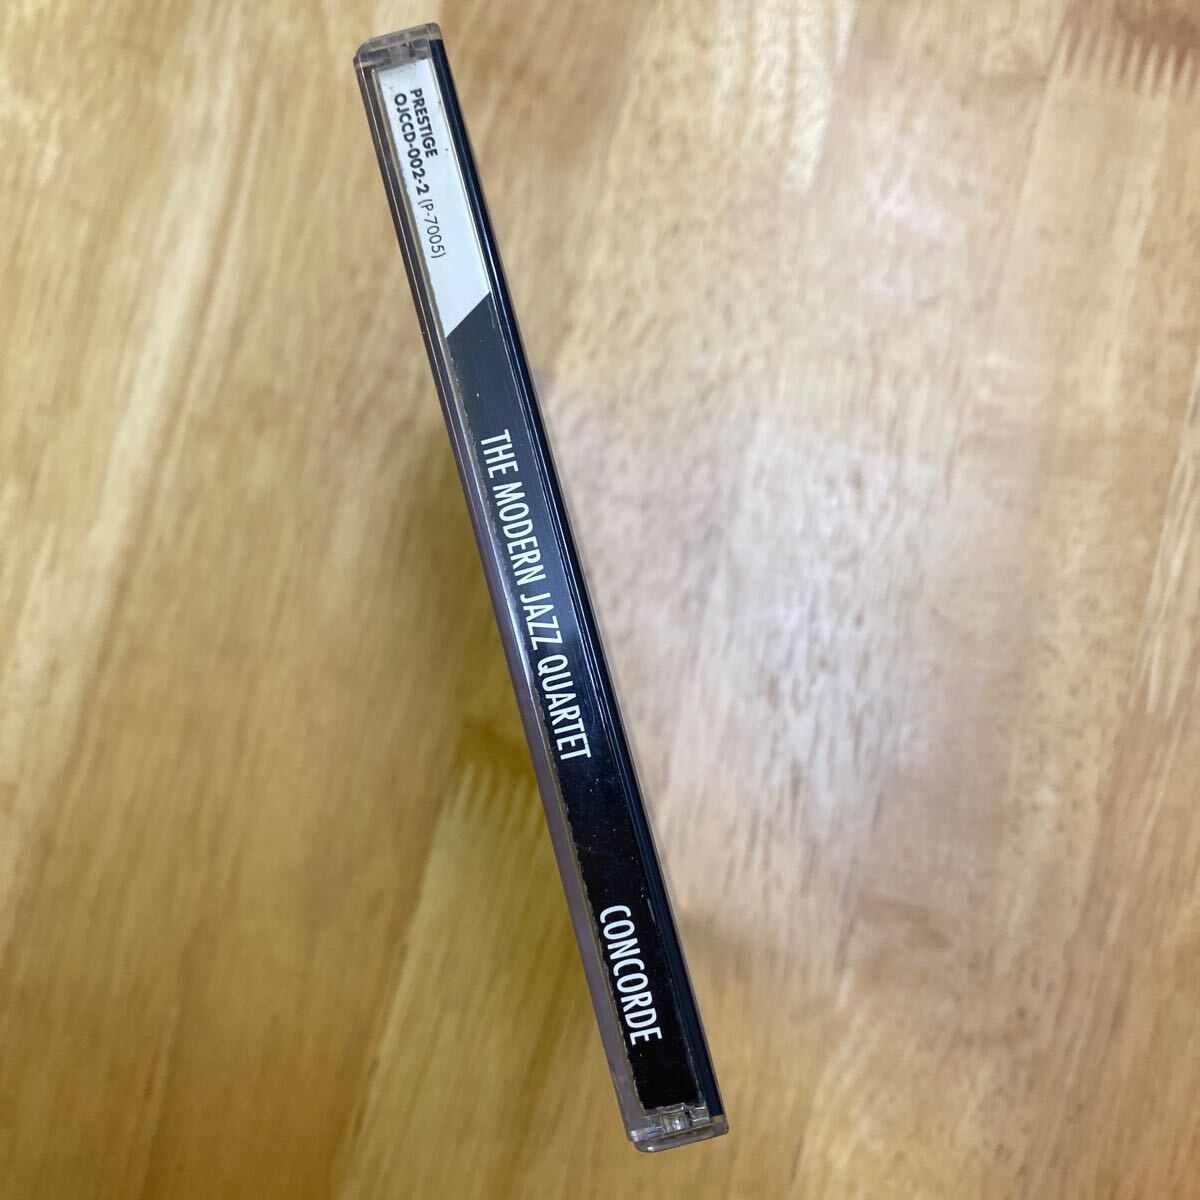 PRESTIGE
OJCCD-002-2 (P-7005)
THE MODERN JAZZ QUARTET
CONCORDE